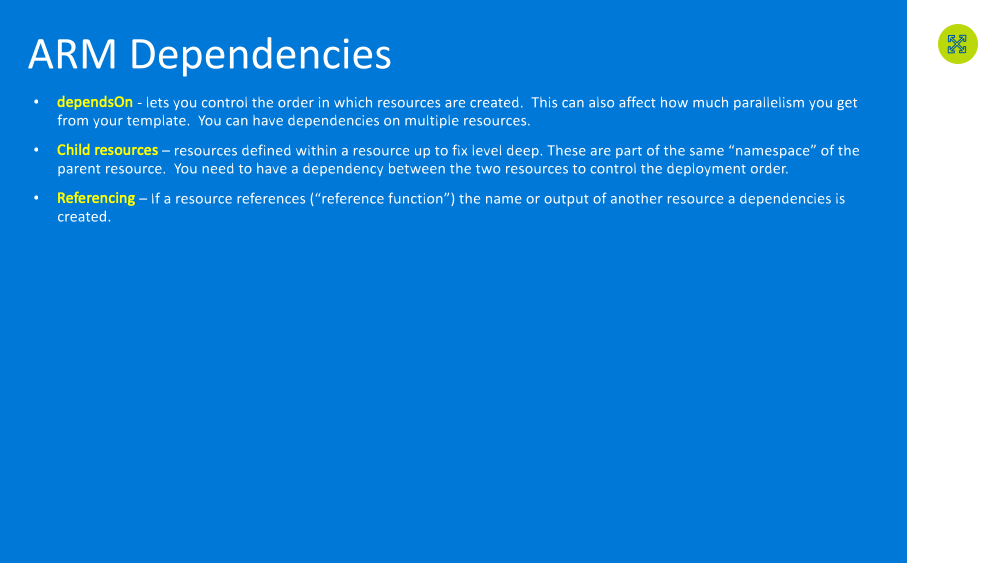 ARM Dependencies
• dependsOn - lets you control the order in which resources are created.  This can also affect how much parallelism you get
from your template.  You can have dependencies on multiple resources.
• Child resources – resources defined within a resource up to fix level deep. These are part of the same “namespace” of the
parent resource.  You need to have a dependency between the two resources to control the deployment order.
• Referencing – If a resource references (“reference function”) the name or output of another resource a dependencies is
created.